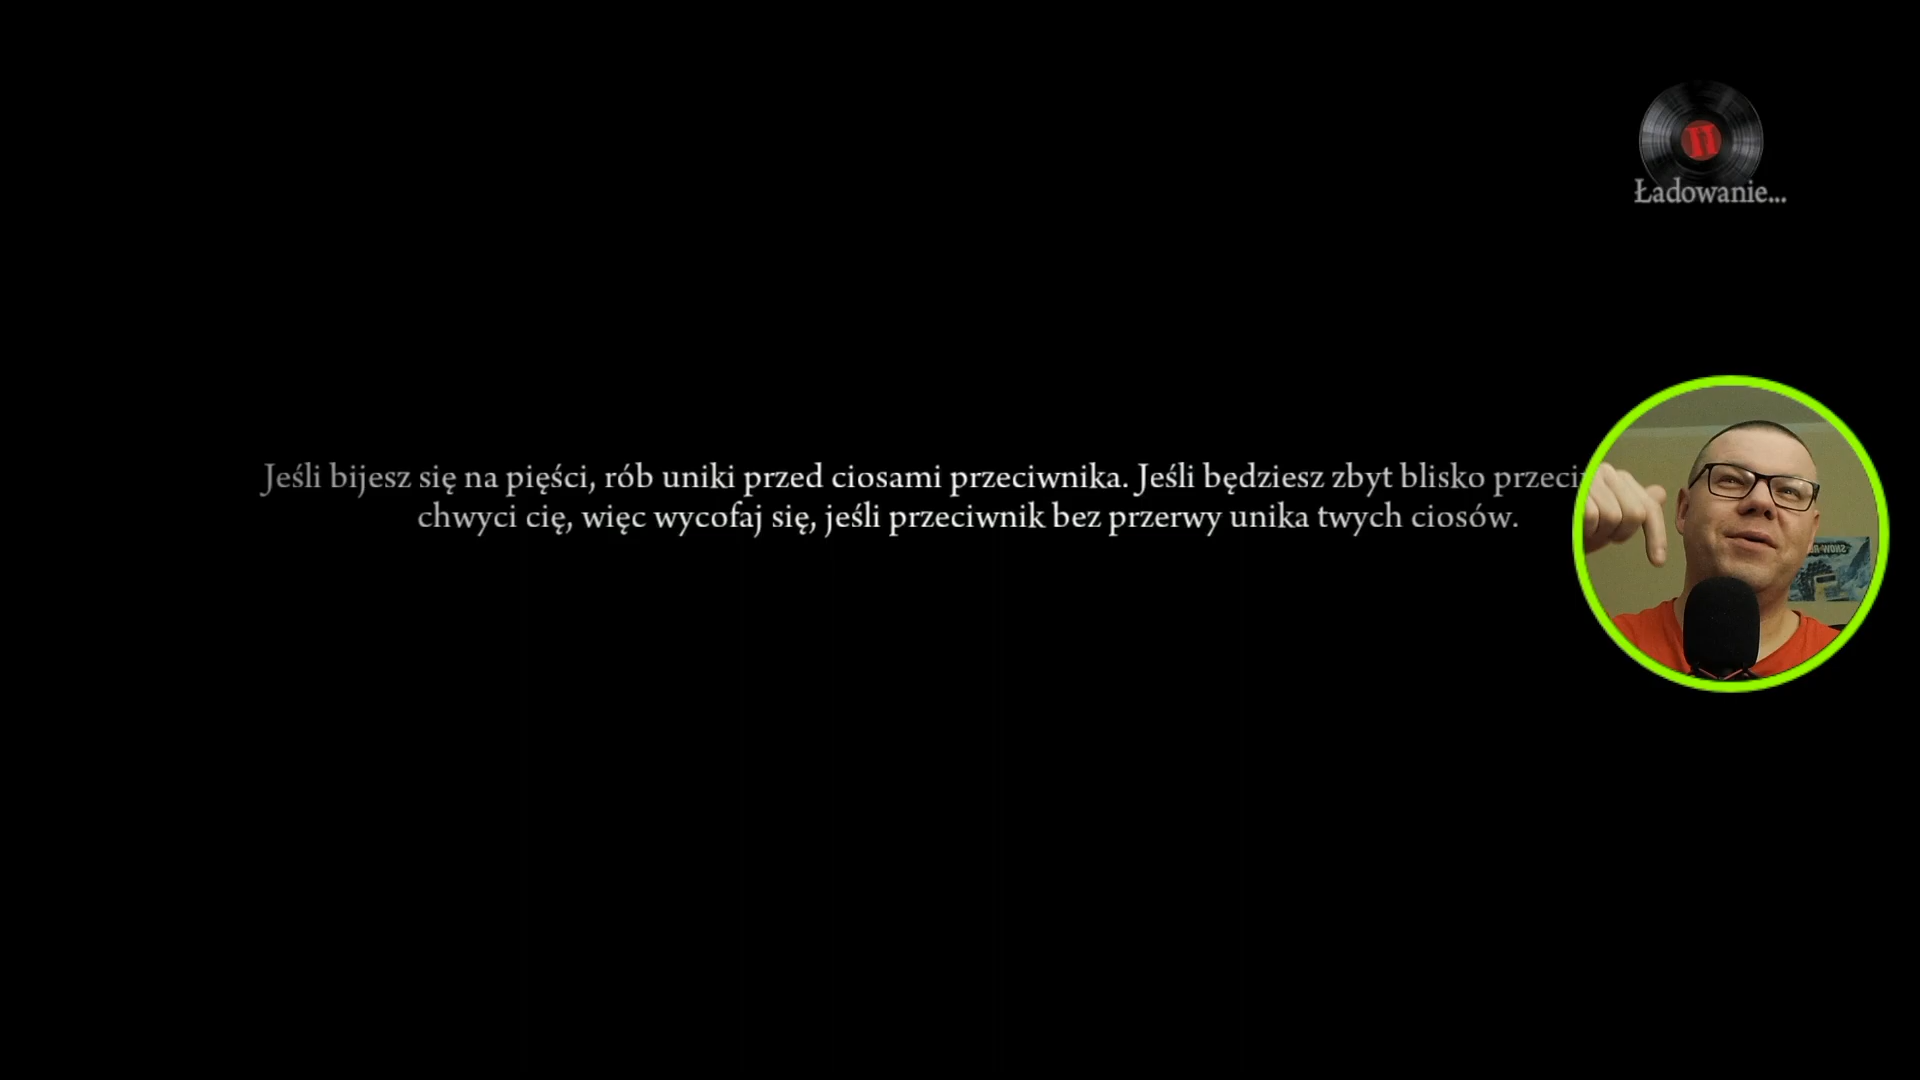 Ładowanie...
Jeśli bijesz się na pięści, rób uniki przed ciosami przeciwnika. Jeśli będziesz zbyt blisko
chwyci cię, więc wycofaj się, jeśli przeciwnik bez przerwy unika twych ciosów.